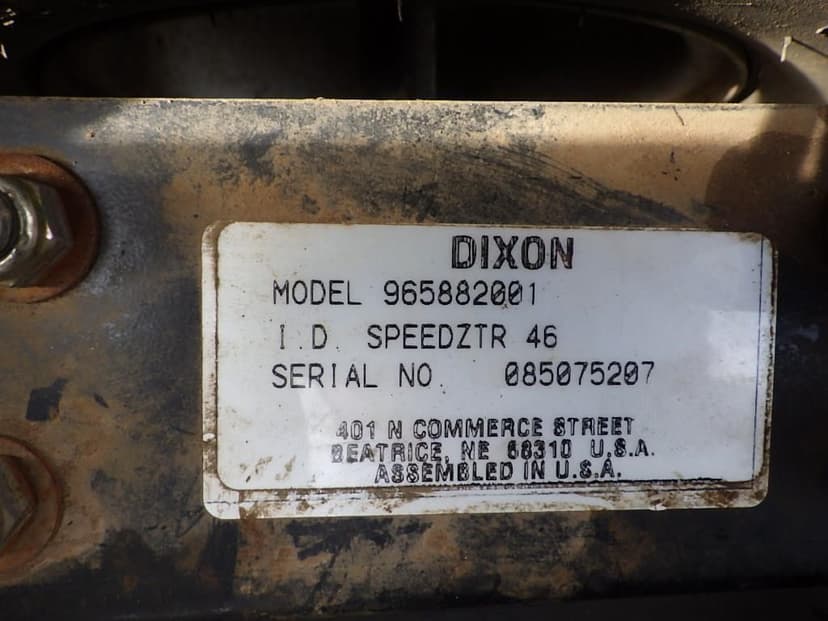 DIXON
MODEL 965882001
I.D. SPEEDZTR 46
SERIAL NO. 085075207
401 N COMMERCE STREET
BEATRICE, NE 68310 U.S.A.
ASSEMBLED IN U.S.A.